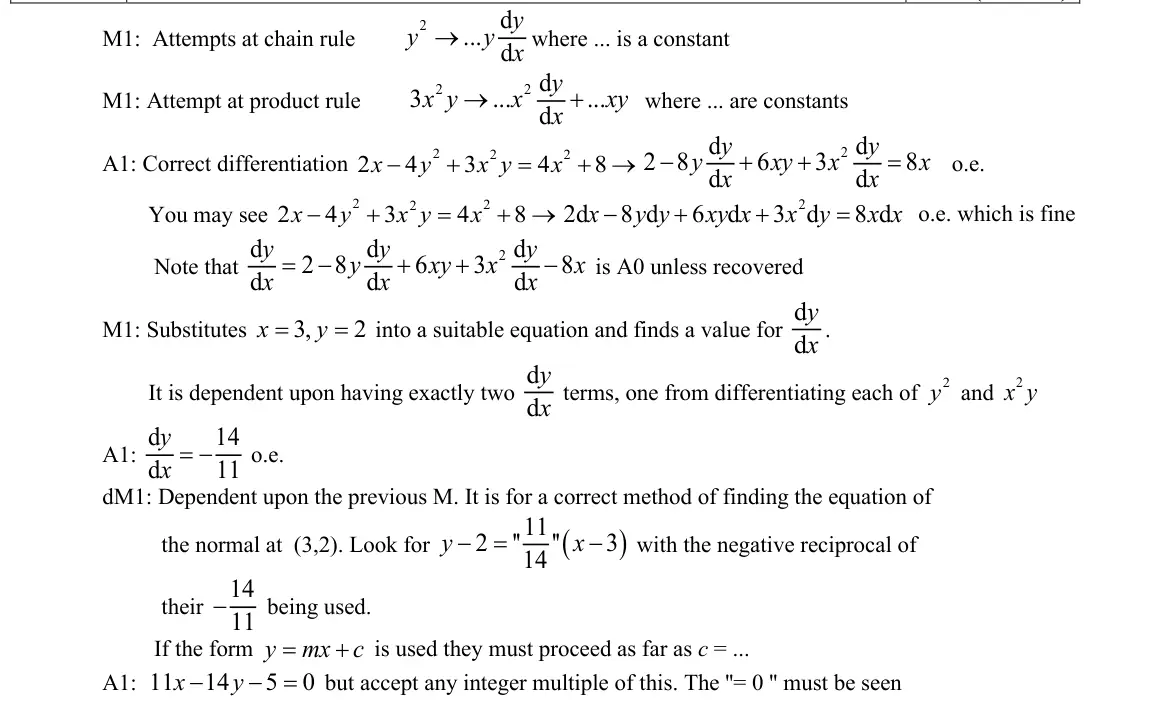 M1: Attempts at chain rule y² → ...y dy/dx where ... is a constant
M1: Attempt at product rule 3x²y → ...x² dy/dx + ...xy where ... are constants
A1: Correct differentiation 2x − 4y² + 3x²y = 4x² + 8 → 2 − 8y dy/dx + 6xy + 3x² dy/dx = 8x o.e.
You may see 2x − 4y² + 3x²y = 4x² + 8 → 2dx − 8ydy + 6xydx + 3x²dy = 8xdx o.e. which is fine
Note that dy/dx = 2 − 8y dy/dx + 6xy + 3x² dy/dx − 8x is A0 unless recovered
M1: Substitutes x = 3, y = 2 into a suitable equation and finds a value for dy/dx.
It is dependent upon having exactly two dy/dx terms, one from differentiating each of y² and x²y
A1: dy/dx = −14/11 o.e.
dM1: Dependent upon the previous M. It is for a correct method of finding the equation of
the normal at (3,2). Look for y − 2 = "11/14"(x − 3) with the negative reciprocal of
their −14/11 being used.
If the form y = mx + c is used they must proceed as far as c = ...
A1: 11x − 14y − 5 = 0 but accept any integer multiple of this. The "= 0 " must be seen